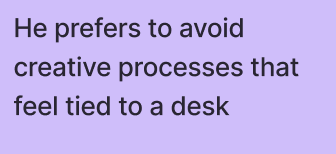 He prefers to avoid
creative processes that
feel tied to a desk